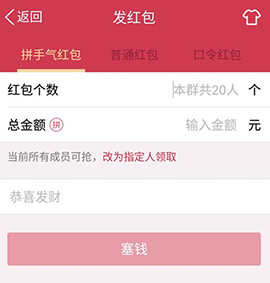 返回 发红包
拼手气红包 普通红包 口令红包
红包个数 本群共20人 个
总金额 拼 输入金额 元
当前所有成员可抢，改为指定人领取
恭喜发财
塞钱